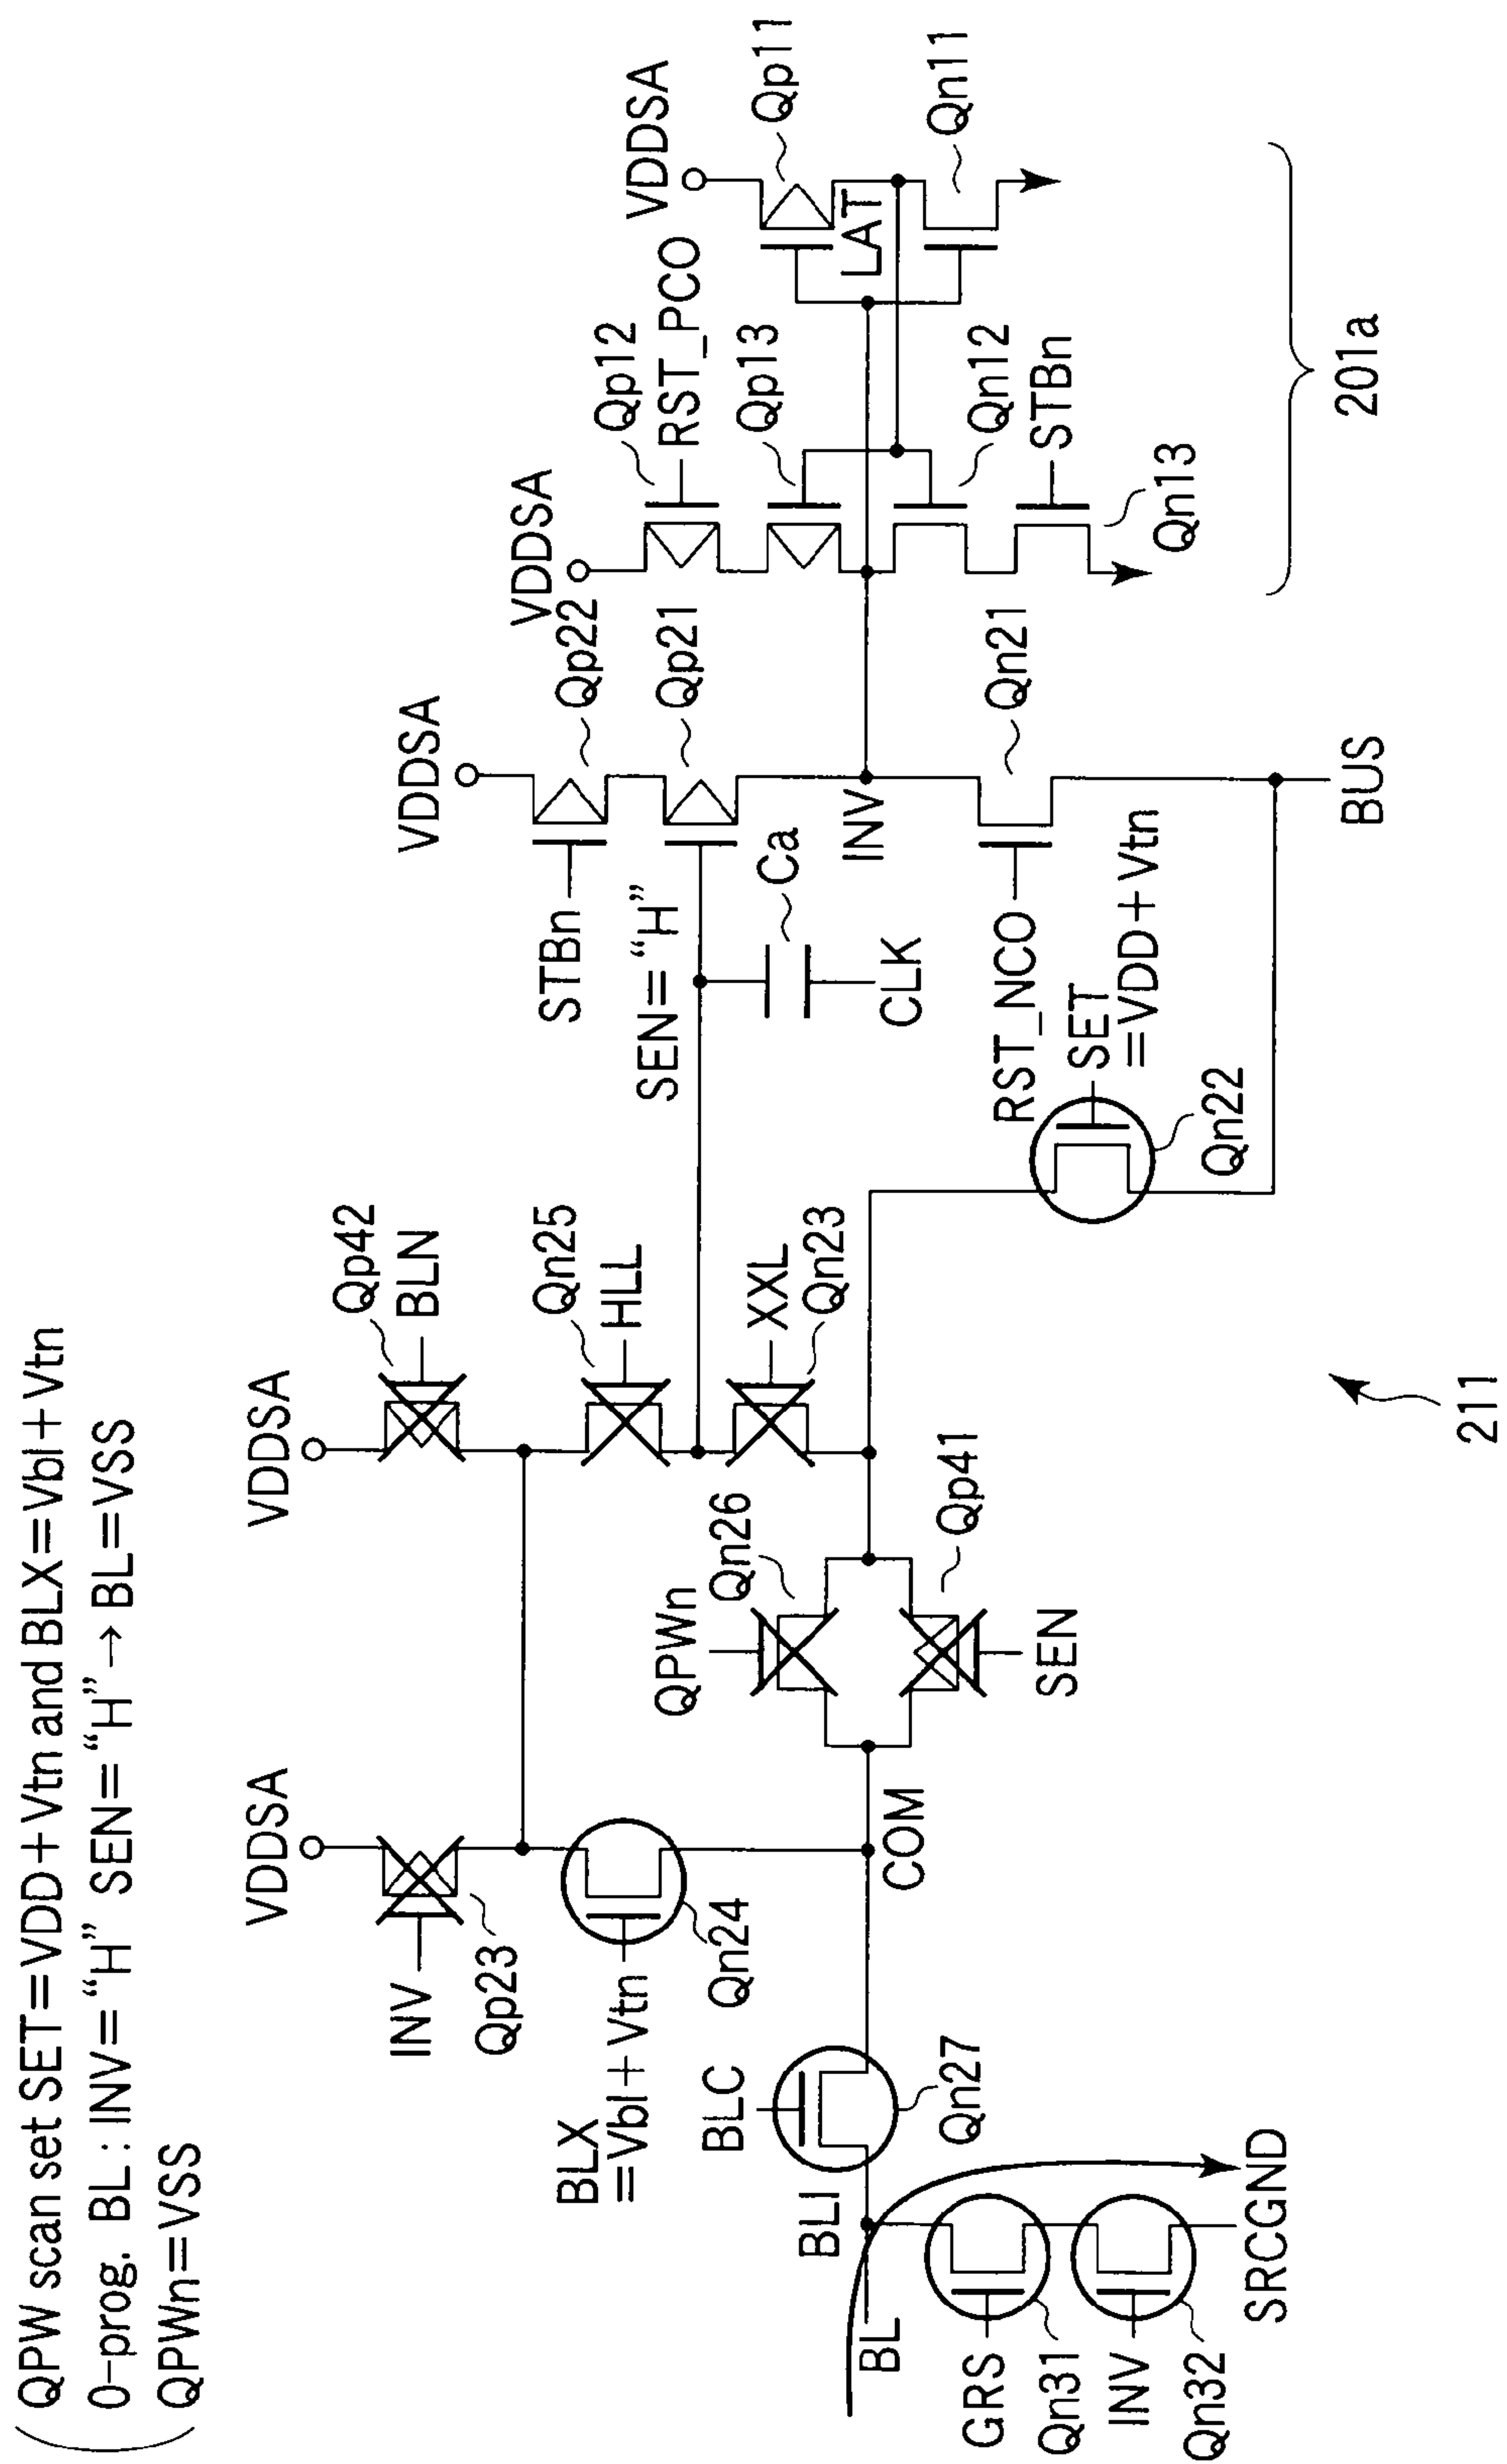 QPW scan set SET=VDD+Vtn and BLX=Vbl+Vtn
0-prog. BL : INV=“H” SEN=“H”→BL=VSS
QPWn=VSS
VDDSA
INV
Qp23
VDDSA
Qp42
BLN
Qn25
HLL
XXL
Qn23
BLX
=Vbl+Vtn
Qn24
BLC
Qn27
COM
QPWn
Qn26
Qp41
SEN
BLI
BL
GRS
Qn31
INV
Qn32
SRCGND
VDDSA
Qp22
STBn
Qp21
SEN=“H”
Ca
CLK
INV
Qn21
RST_NCO
SET
=VDD+Vtn
Qn22
BUS
VDDSA
Qp12
RST_PCO
Qp13
Qn12
STBn
Qn13
VDDSA
Qp11
LAT
Qn11
201a
211